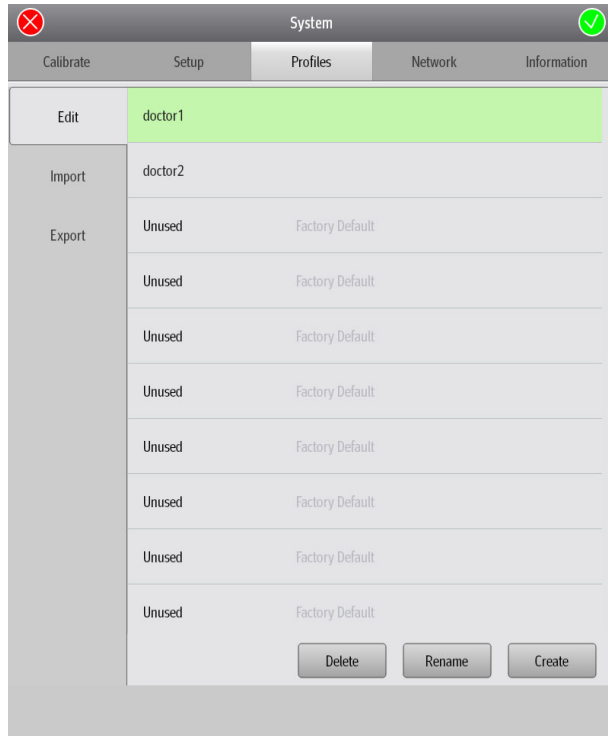 System
Calibrate Setup Profiles Network Information
Edit doctor1
Import doctor2
Export Unused Factory Default
Unused Factory Default
Unused Factory Default
Unused Factory Default
Unused Factory Default
Unused Factory Default
Unused Factory Default
Unused Factory Default
Delete Rename Create